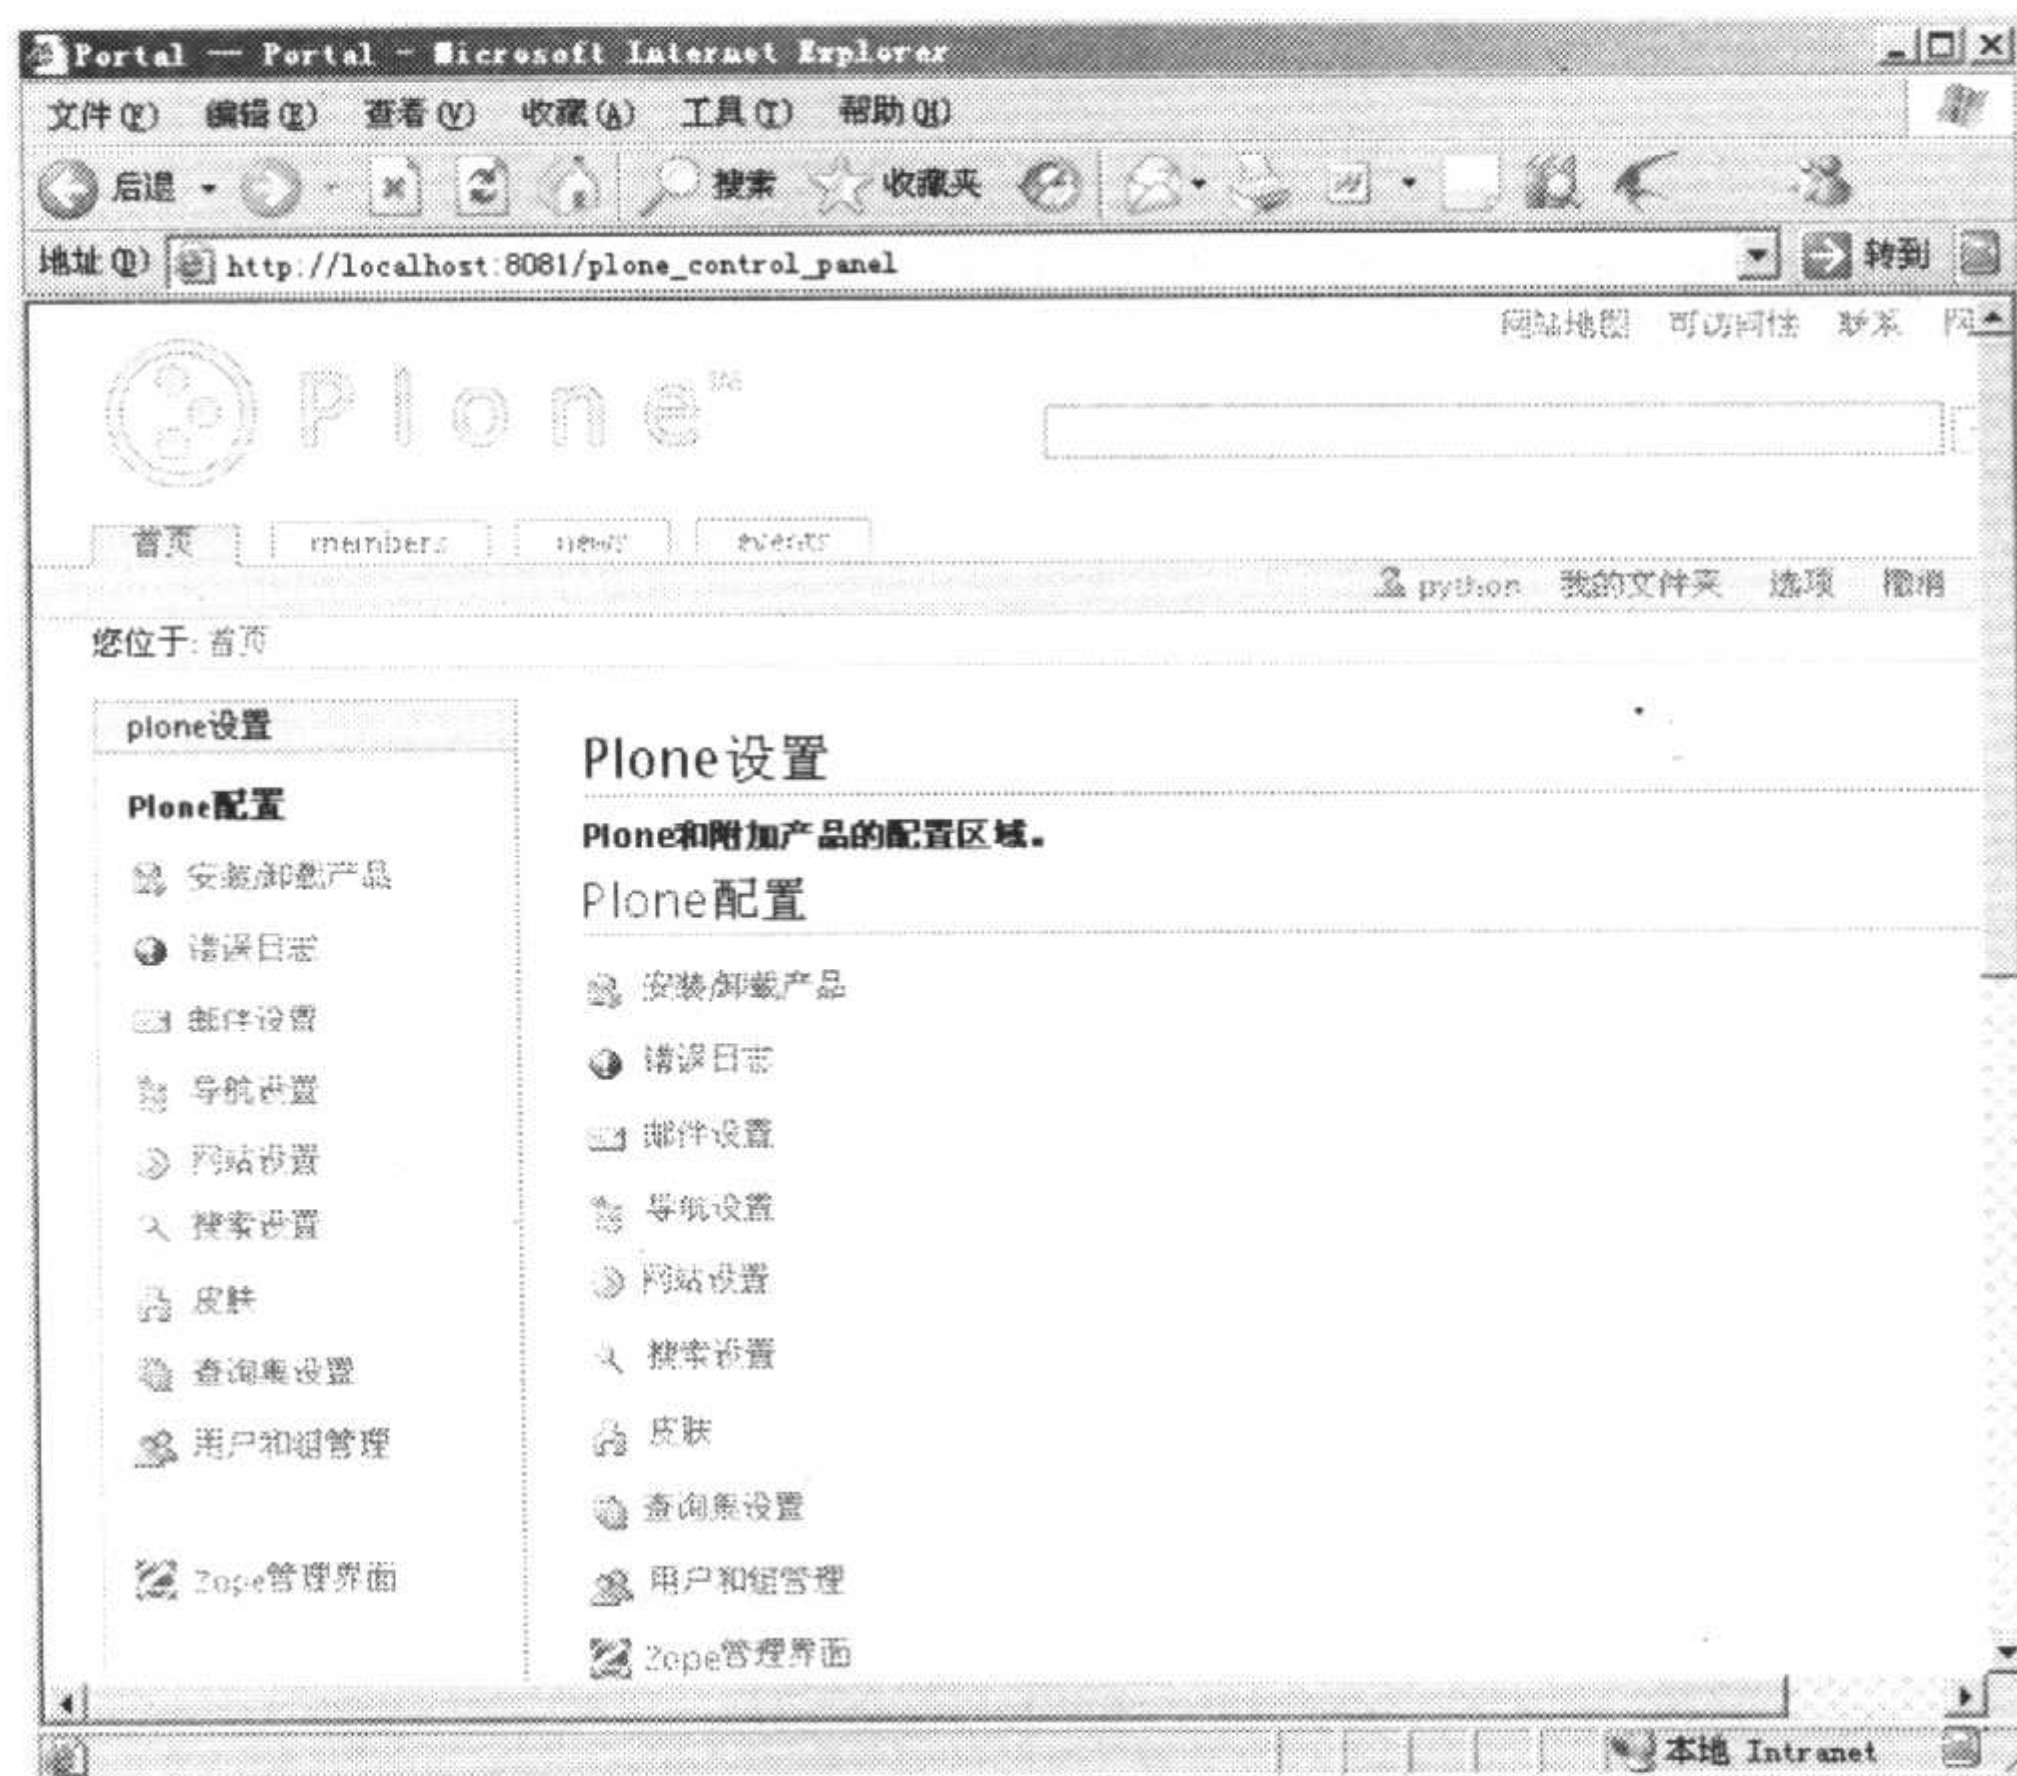 Portal — Portal - Microsoft Internet Explorer
文件(F) 编辑(E) 查看(V) 收藏(A) 工具(T) 帮助(H)
后退 搜索 收藏夹
地址(D) http://localhost:8081/plone_control_panel 转到
网站地图 可访问性 联系 网
Plone
首页 members news events
python 我的文件夹 选项 撤消
您位于: 首页
plone设置
Plone配置
安装/卸载产品
错误日志
邮件设置
导航设置
网站设置
搜索设置
皮肤
查询集设置
用户和组管理
Zope管理界面
Plone设置
Plone和附加产品的配置区域。
Plone配置
安装/卸载产品
错误日志
邮件设置
导航设置
网站设置
搜索设置
皮肤
查询集设置
用户和组管理
Zope管理界面
本地 Intranet